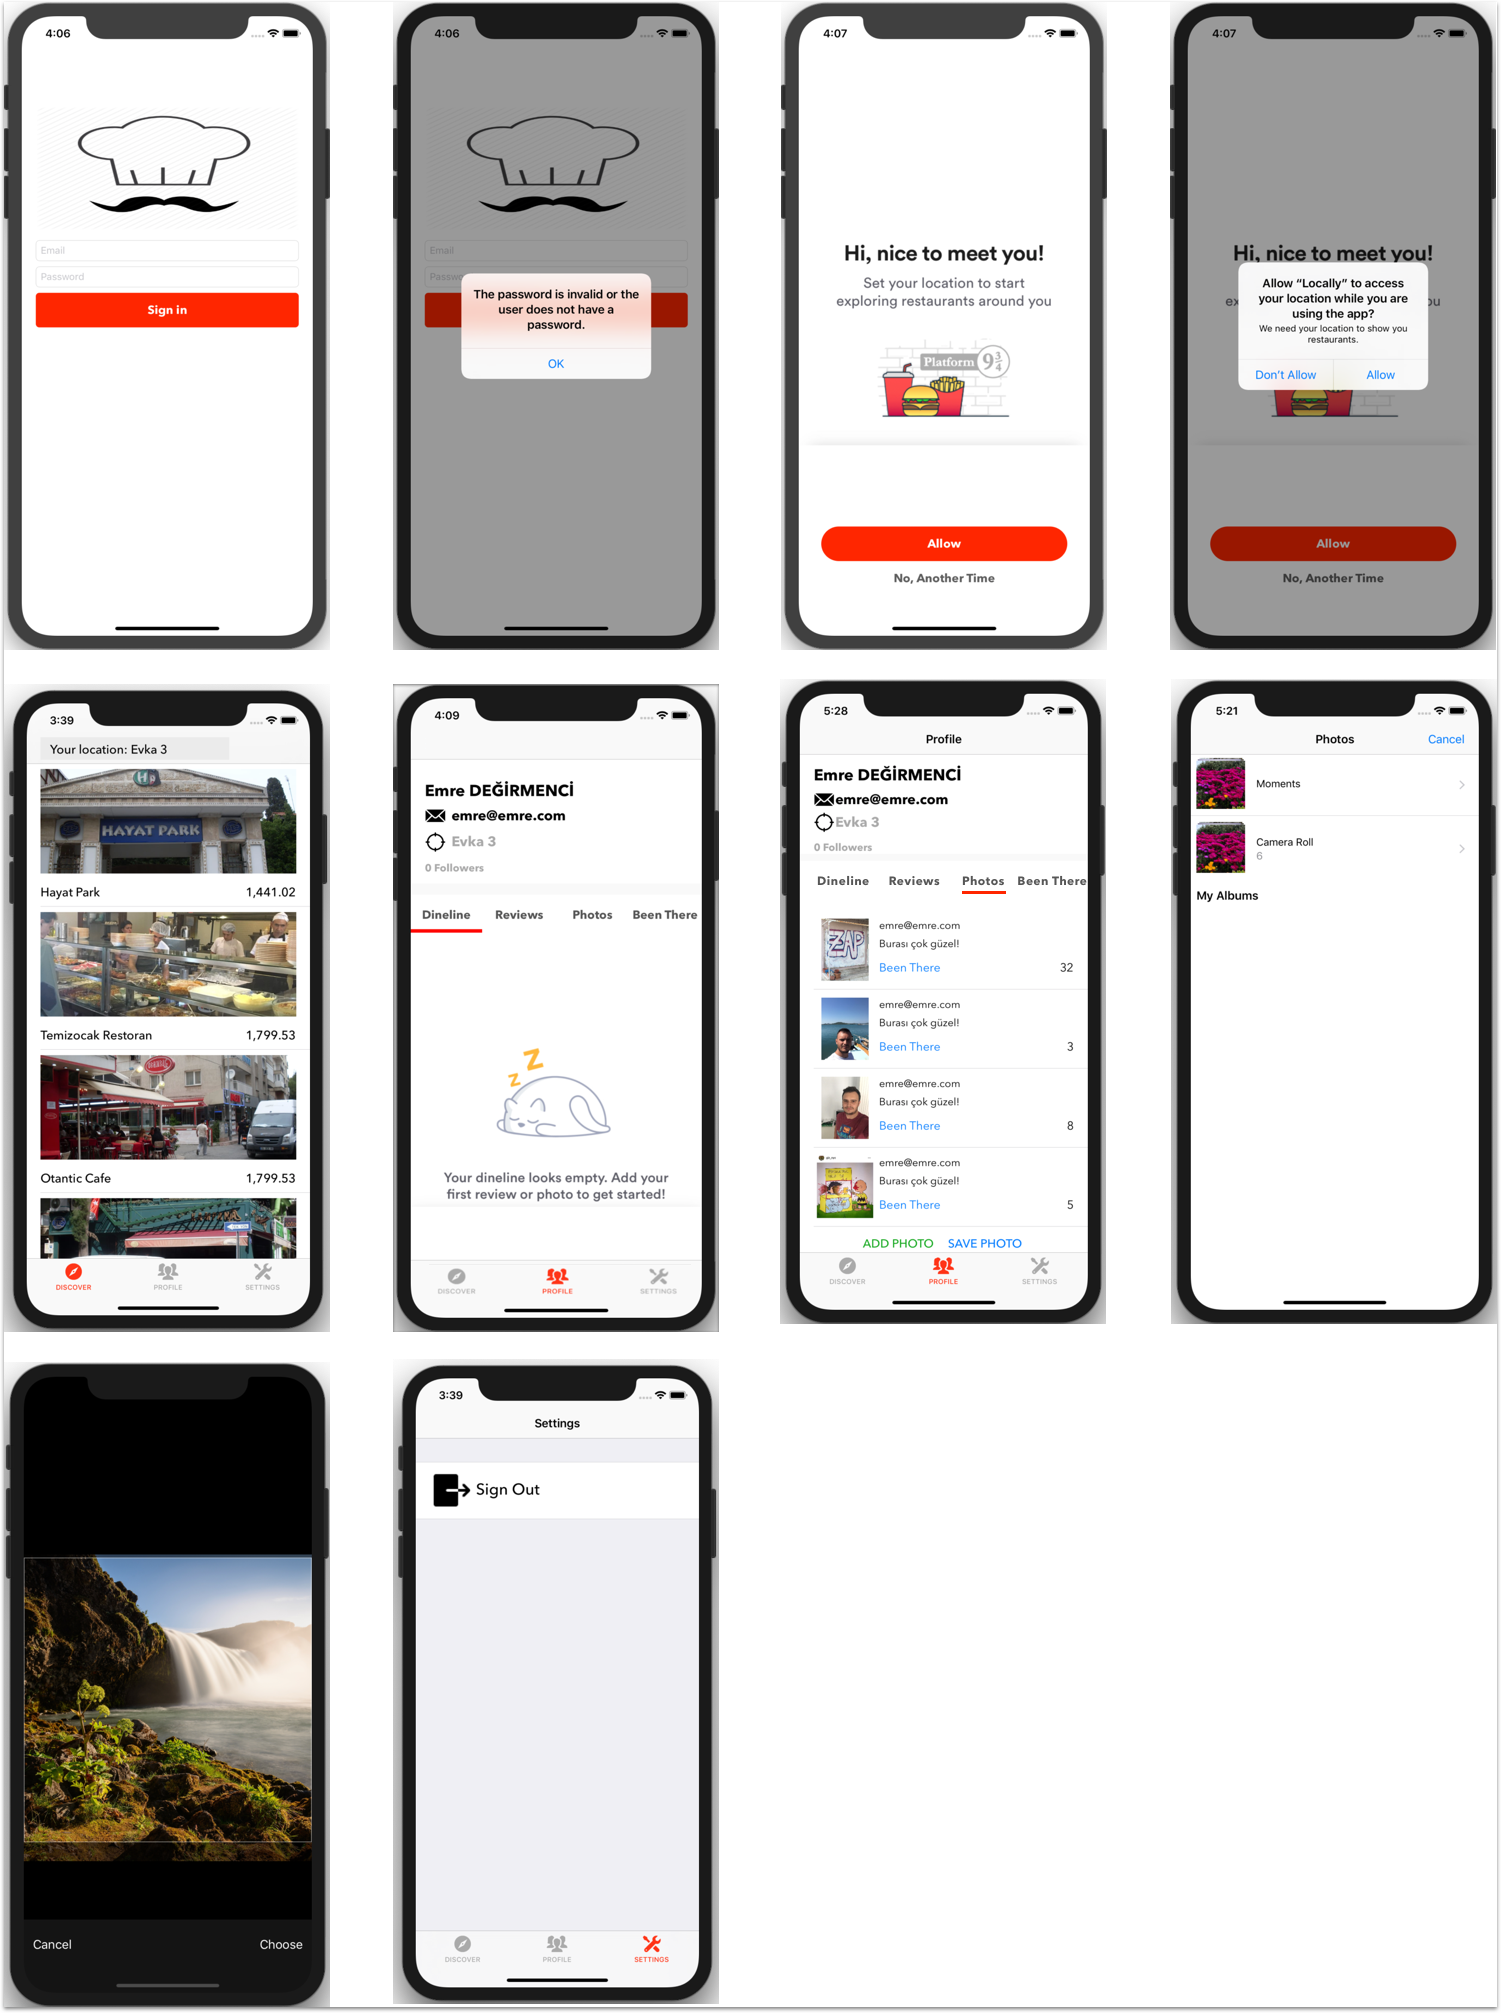 4:06
Email
Password
Sign in
4:06
Email
Passwo
The password is invalid or the
user does not have a
password.
OK
4:07
Hi, nice to meet you!
Set your location to start
exploring restaurants around you
Platform 9 3/4
Allow
No, Another Time
4:07
Hi, nice to meet you!
Allow “Locally” to access
your location while you are
using the app?
We need your location to show you
restaurants.
Don’t Allow
Allow
Allow
No, Another Time
3:39
Your location: Evka 3
Hp
HAYAT PARK
Hayat Park
1,441.02
Temizocak Restoran
1,799.53
Otantic Cafe
1,799.53
DISCOVER
PROFILE
SETTINGS
4:09
Emre DEĞİRMENCİ
emre@emre.com
Evka 3
0 Followers
Dineline
Reviews
Photos
Been There
z
Z
Your dineline looks empty. Add your
first review or photo to get started!
DISCOVER
PROFILE
SETTINGS
5:28
Profile
Emre DEĞİRMENCİ
emre@emre.com
Evka 3
0 Followers
Dineline
Reviews
Photos
Been There
ZAP
emre@emre.com
Burası çok güzel!
Been There
32
emre@emre.com
Burası çok güzel!
Been There
3
emre@emre.com
Burası çok güzel!
Been There
8
emre@emre.com
Burası çok güzel!
Been There
5
ADD PHOTO
SAVE PHOTO
DISCOVER
PROFILE
SETTINGS
5:21
Photos
Cancel
Moments
Camera Roll
6
My Albums
Cancel
Choose
3:39
Settings
Sign Out
DISCOVER
PROFILE
SETTINGS